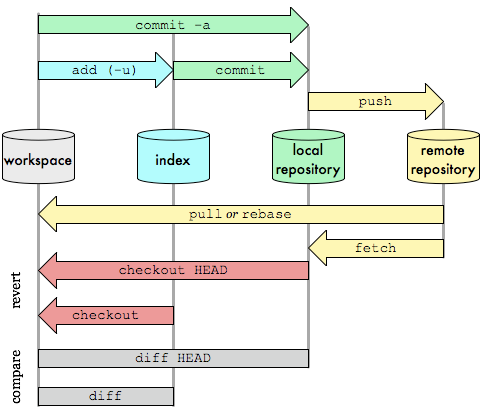 commit -a
add (-u)
commit
push
workspace
index
local
repository
remote
repository
pull or rebase
fetch
revert
checkout HEAD
checkout
compare
diff HEAD
diff